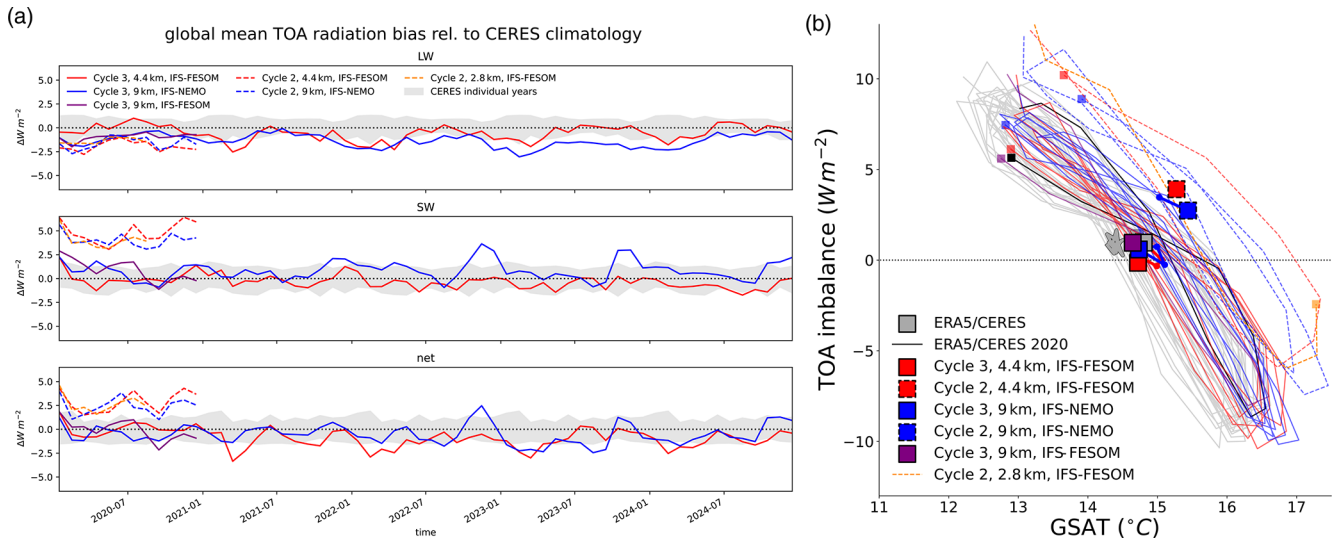 (a)
global mean TOA radiation bias rel. to CERES climatology
LW
Cycle 3, 4.4 km, IFS-FESOM
Cycle 3, 9 km, IFS-NEMO
Cycle 3, 9 km, IFS-FESOM
Cycle 2, 4.4 km, IFS-FESOM
Cycle 2, 9 km, IFS-NEMO
Cycle 2, 2.8 km, IFS-FESOM
CERES individual years
ΔW m⁻²
5.0
2.5
0.0
−2.5
−5.0
SW
ΔW m⁻²
5.0
2.5
0.0
−2.5
−5.0
net
ΔW m⁻²
5.0
2.5
0.0
−2.5
−5.0
2020-07
2021-01
2021-07
2022-01
2022-07
2023-01
2023-07
2024-01
2024-07
time
(b)
TOA imbalance (Wm⁻²)
10
5
0
−5
−10
ERA5/CERES
ERA5/CERES 2020
Cycle 3, 4.4 km, IFS-FESOM
Cycle 2, 4.4 km, IFS-FESOM
Cycle 3, 9 km, IFS-NEMO
Cycle 2, 9 km, IFS-NEMO
Cycle 3, 9 km, IFS-FESOM
Cycle 2, 2.8 km, IFS-FESOM
11 12 13 14 15 16 17
GSAT (°C)